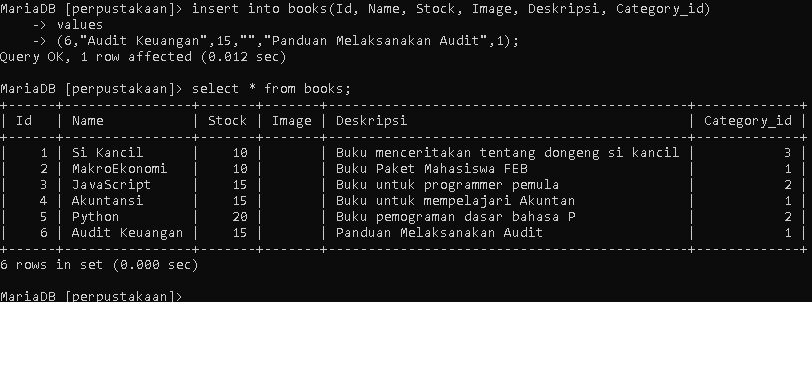 MariaDB [perpustakaan]> insert into books(Id, Name, Stock, Image, Deskripsi, Category_id)
    -> values
    -> (6,"Audit Keuangan",15,"","Panduan Melaksanakan Audit",1);
Query OK, 1 row affected (0.012 sec)

MariaDB [perpustakaan]> select * from books;
+------+----------------+-------+-------+--------------------------------------------+-------------+
| Id   | Name           | Stock | Image | Deskripsi                                  | Category_id |
+------+----------------+-------+-------+--------------------------------------------+-------------+
|    1 | Si Kancil      |    10 |       | Buku menceritakan tentang dongeng si kancil |           3 |
|    2 | MakroEkonomi   |    10 |       | Buku Paket Mahasiswa FEB                   |           1 |
|    3 | JavaScript     |    15 |       | Buku untuk programmer pemula               |           2 |
|    4 | Akuntansi      |    15 |       | Buku untuk mempelajari Akuntan             |           1 |
|    5 | Python         |    20 |       | Buku pemograman dasar bahasa P             |           2 |
|    6 | Audit Keuangan |    15 |       | Panduan Melaksanakan Audit                 |           1 |
+------+----------------+-------+-------+--------------------------------------------+-------------+
6 rows in set (0.000 sec)

MariaDB [perpustakaan]>